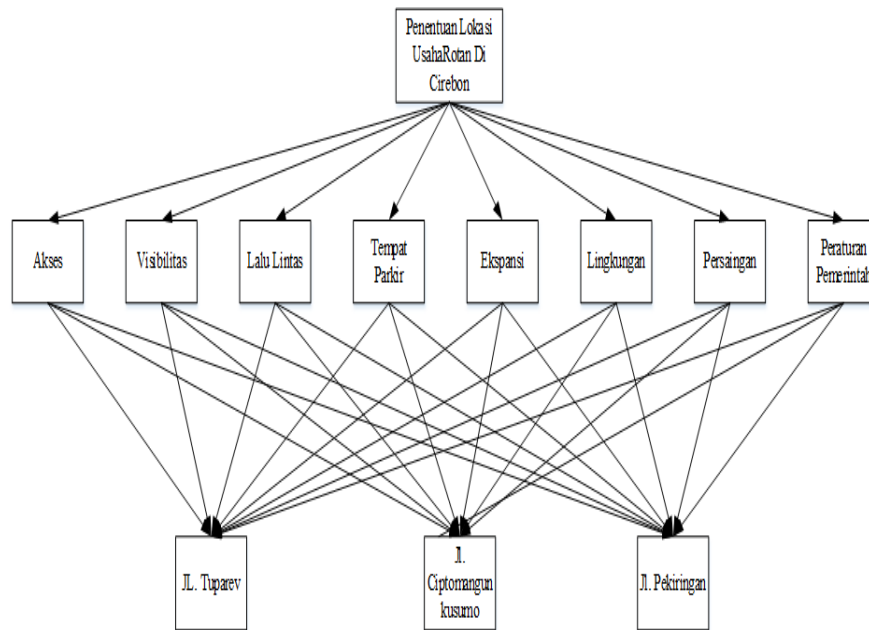 Penentuan Lokasi
UsahaRotan Di
Cirebon
Akses
Visibilitas
Lalu Lintas
Tempat
Parkir
Ekspansi
Lingkungan
Persaingan
Peraturan
Pemerintah
JL. Tuparev
Jl.
Ciptomangun
kusumo
Jl. Pekiringan